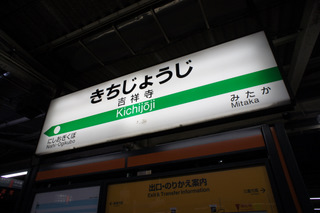 きちじょうじ
吉祥寺
Kichijōji
にしおぎくぼ
Nishi-Ogikubo
みたか
Mitaka
出口・のりかえ案内
Exit & Transfer Information